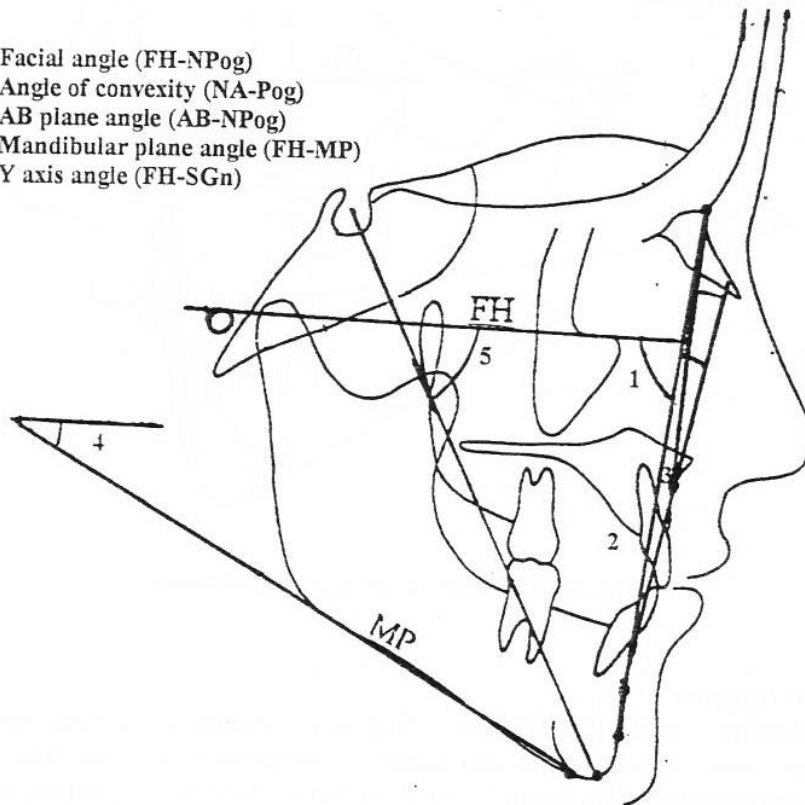 Facial angle (FH-NPog)
Angle of convexity (NA-Pog)
AB plane angle (AB-NPog)
Mandibular plane angle (FH-MP)
Y axis angle (FH-SGn)
FH
5
1
4
3
2
MP